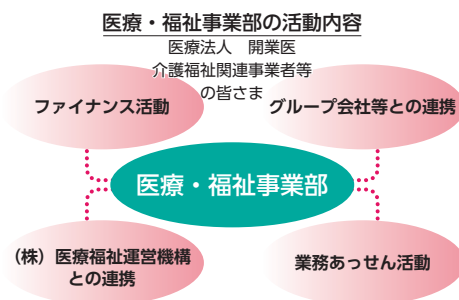 医療・福祉事業部の活動内容
医療法人　開業医
介護福祉関連事業者等
の皆さま
ファイナンス活動
グループ会社等との連携
医療・福祉事業部
(株) 医療福祉運営機構
との連携
業務あっせん活動